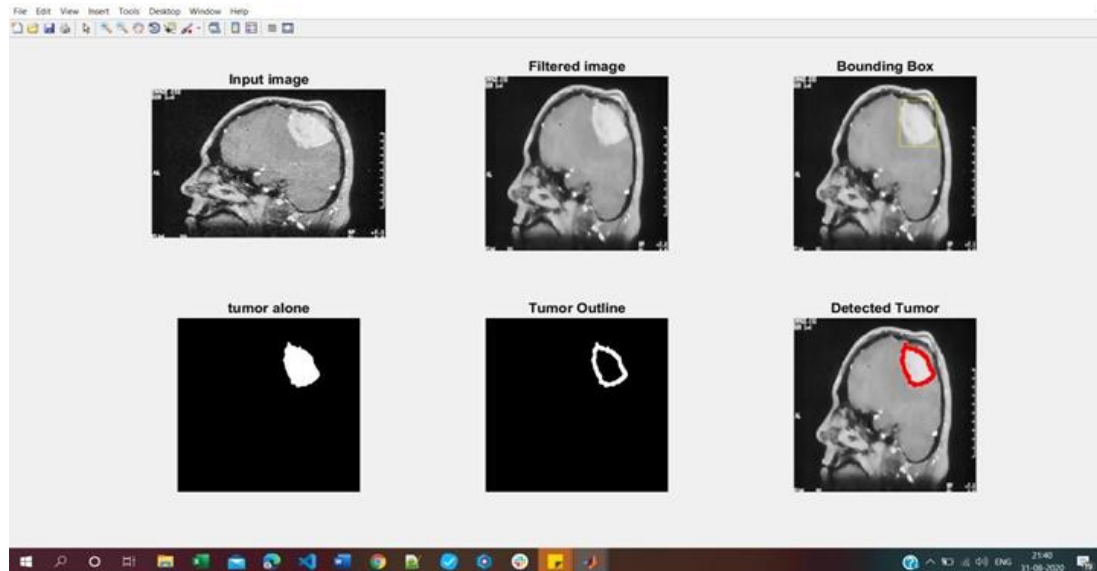 File Edit View Insert Tools Desktop Window Help
Input image
Filtered image
Bounding Box
tumor alone
Tumor Outline
Detected Tumor
ENG
21:40
31-08-2020